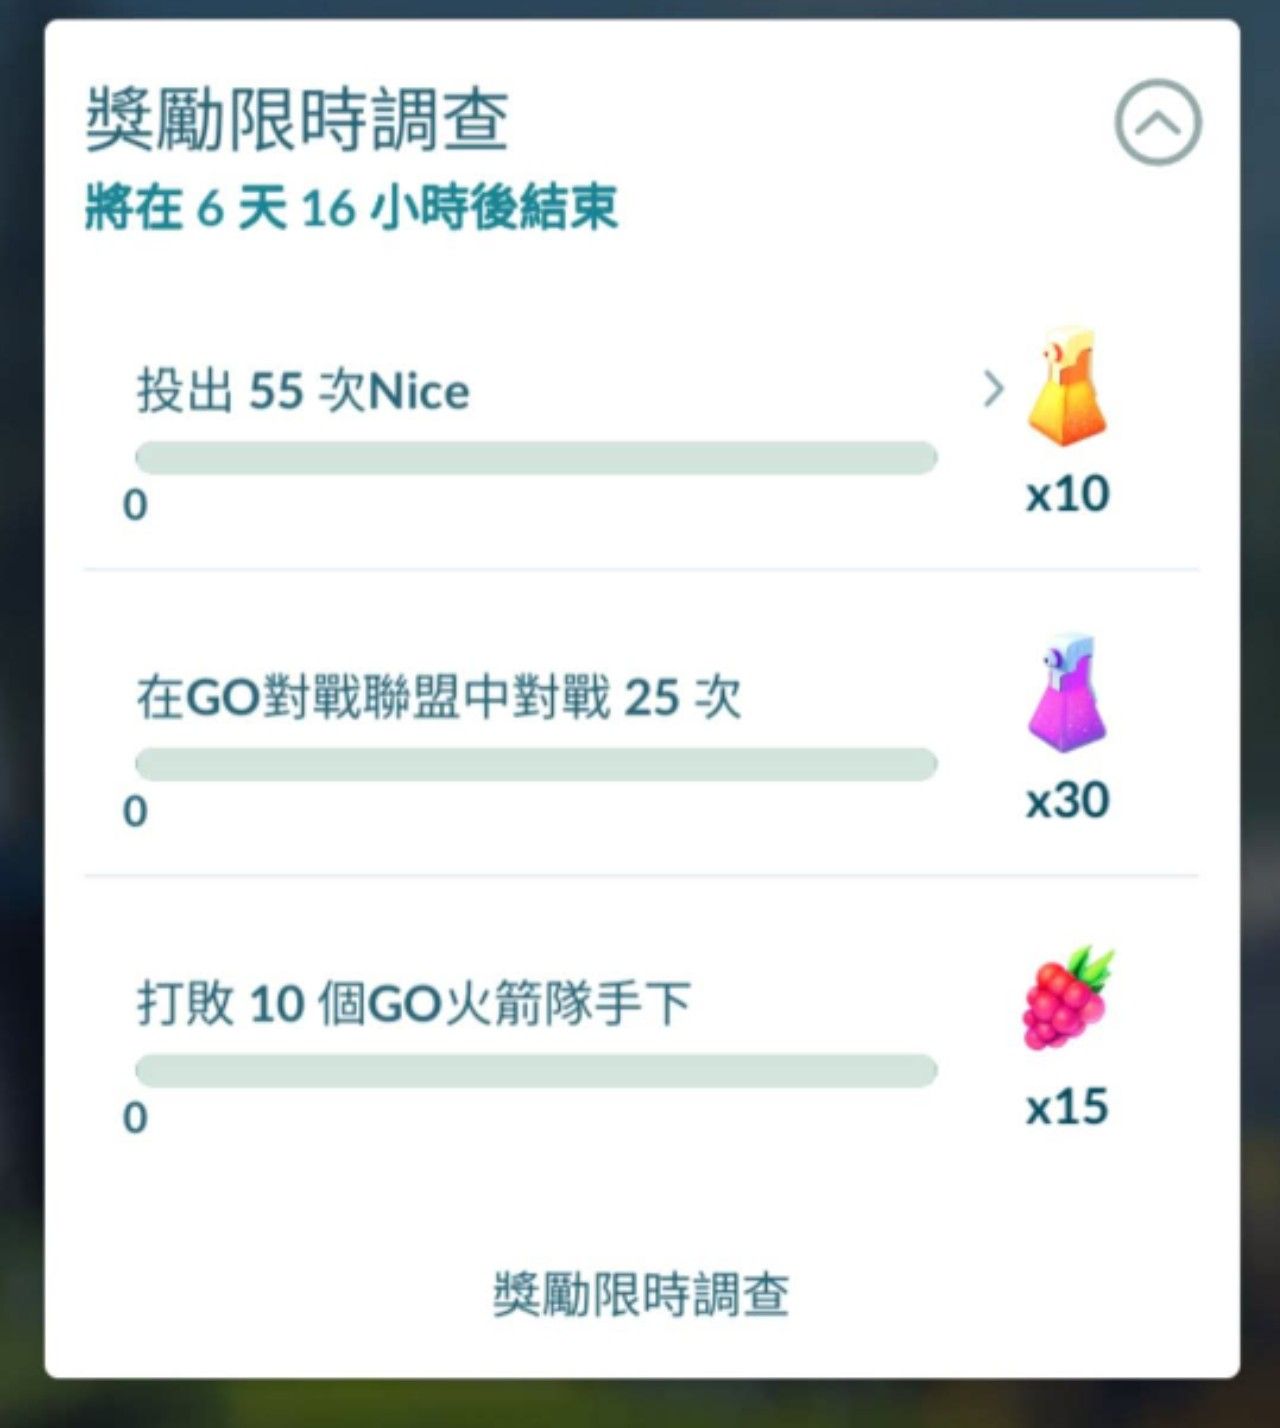 獎勵限時調查
將在 6 天 16 小時後結束
投出 55 次Nice
0
x10
在GO對戰聯盟中對戰 25 次
0
x30
打敗 10 個GO火箭隊手下
0
x15
獎勵限時調查